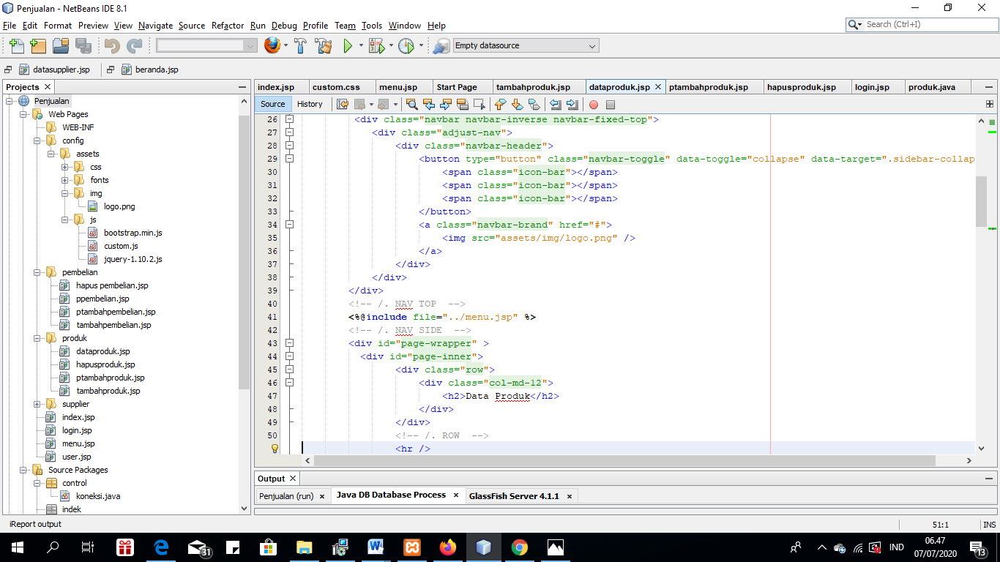 Penjualan - NetBeans IDE 8.1
File Edit Format Preview View Navigate Source Refactor Run Debug Profile Team Tools Window Help
Search (Ctrl+I)
Empty datasource
datasupplier.jsp beranda.jsp
Projects
Penjualan
Web Pages
WEB-INF
config
assets
css
fonts
img
logo.png
js
bootstrap.min.js
custom.js
jquery-1.10.2.js
pembelian
hapus pembelian.jsp
ppembelian.jsp
ptambahpembelian.jsp
tambahpembelian.jsp
produk
dataproduk.jsp
hapusproduk.jsp
ptambahproduk.jsp
tambahproduk.jsp
supplier
index.jsp
login.jsp
menu.jsp
user.jsp
Source Packages
control
koneksi.java
indek
index.jsp custom.css menu.jsp Start Page tambahproduk.jsp dataproduk.jsp ptambahproduk.jsp hapusproduk.jsp login.jsp produk.java
Source History
26 <div class="navbar navbar-inverse navbar-fixed-top">
27 <div class="adjust-nav">
28 <div class="navbar-header">
29 <button type="button" class="navbar-toggle" data-toggle="collapse" data-target=".sidebar-collap
30 <span class="icon-bar"></span>
31 <span class="icon-bar"></span>
32 <span class="icon-bar"></span>
33 </button>
34 <a class="navbar-brand" href="#">
35 <img src="assets/img/logo.png" />
36 </a>
37 </div>
38 </div>
39 </div>
40 <!-- /. NAV TOP -->
41 <%@include file="../menu.jsp" %>
42 <!-- /. NAV SIDE -->
43 <div id="page-wrapper" >
44 <div id="page-inner">
45 <div class="row">
46 <div class="col-md-12">
47 <h2>Data Produk</h2>
48 </div>
49 </div>
50 <!-- /. ROW -->
<hr />
Output
Penjualan (run) Java DB Database Process GlassFish Server 4.1.1
iReport output
51:1 INS
31
IND
06.47
07/07/2020
13